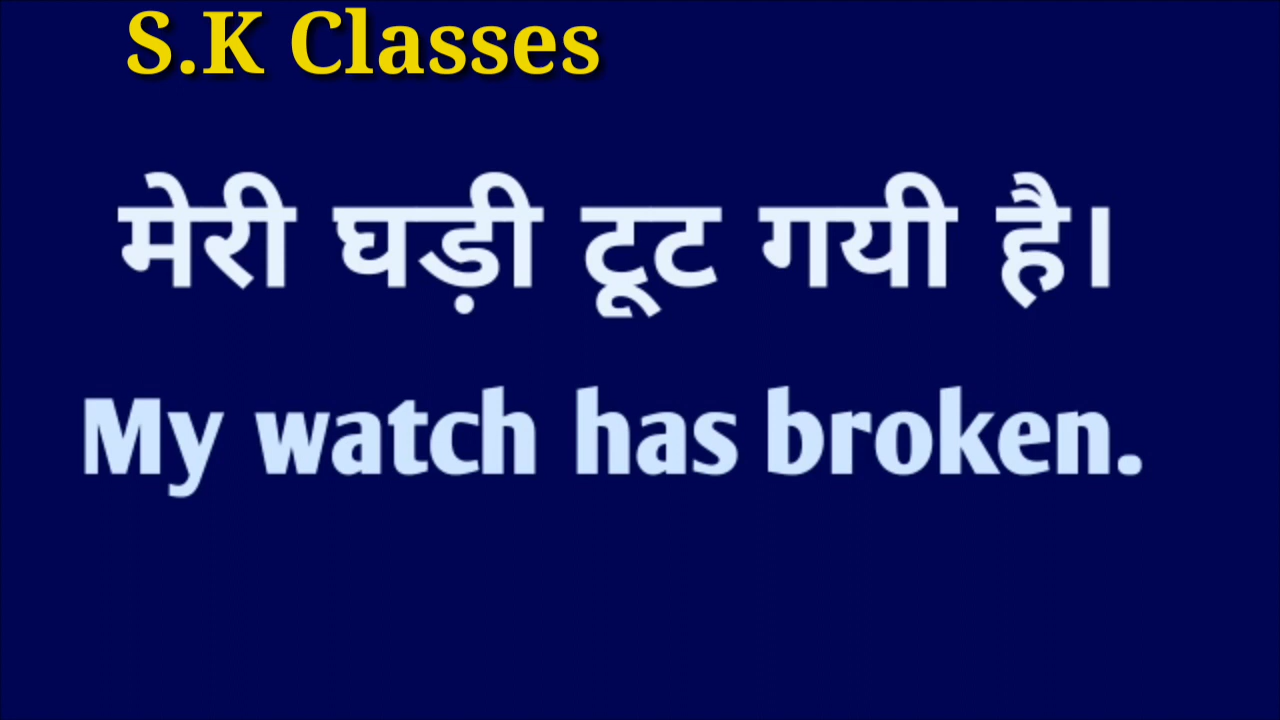 S.K Classes
मेरी घड़ी टूट गयी है।
My watch has broken.